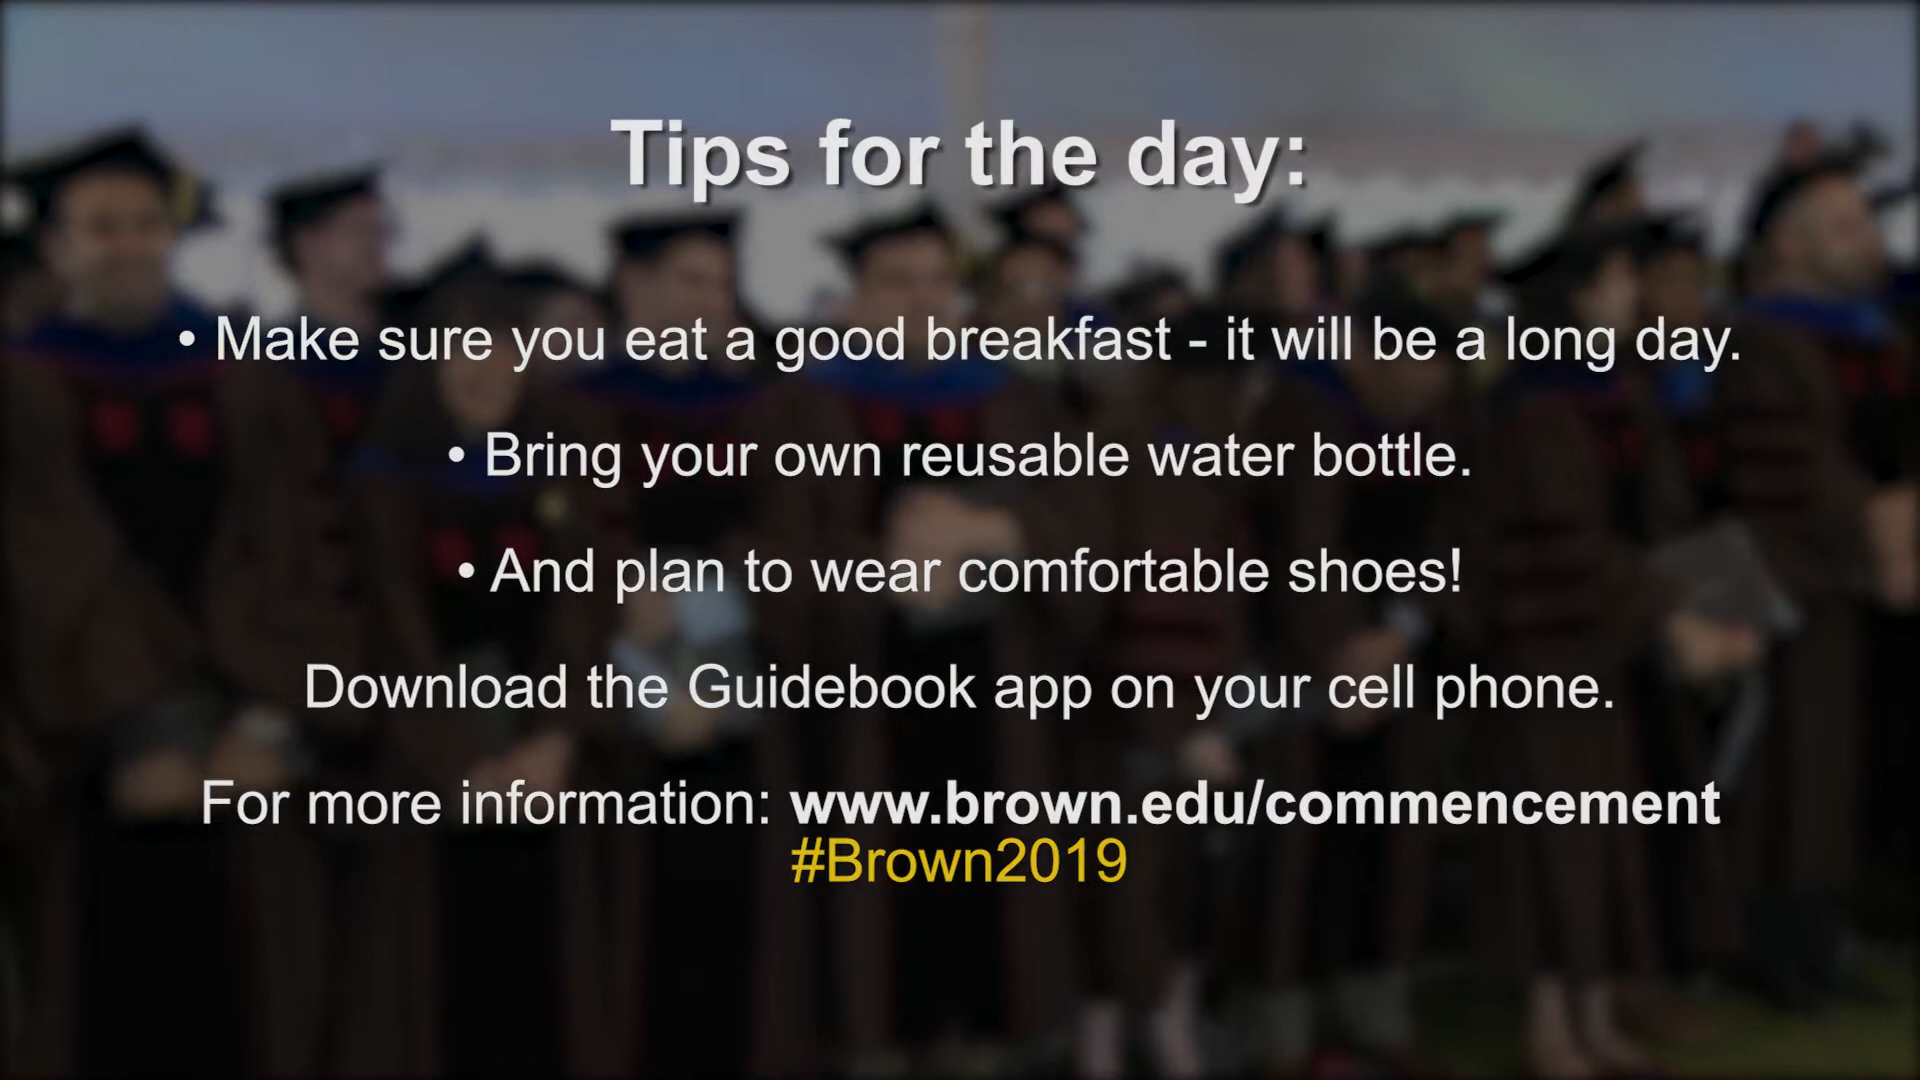 Tips for the day:
• Make sure you eat a good breakfast - it will be a long day.
• Bring your own reusable water bottle.
• And plan to wear comfortable shoes!
Download the Guidebook app on your cell phone.
For more information: www.brown.edu/commencement
#Brown2019